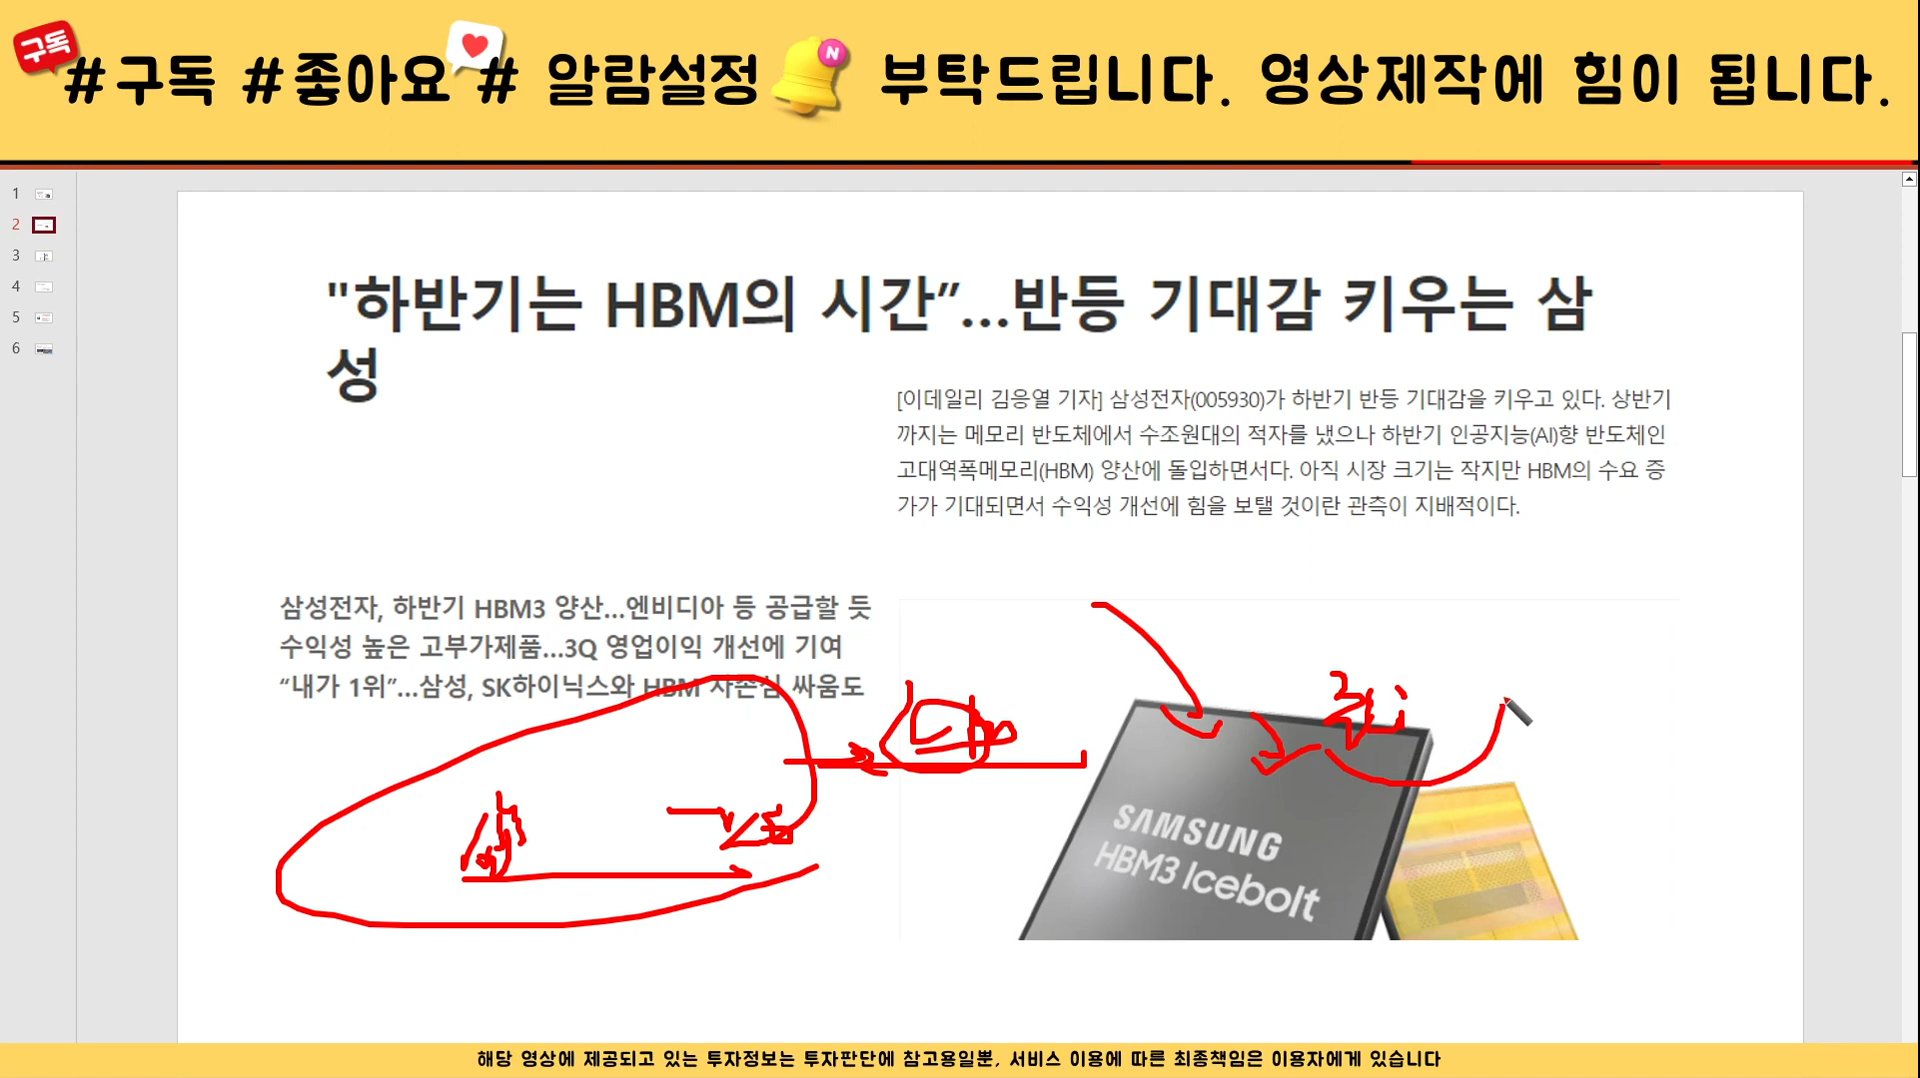 구독
#구독 #좋아요 # 알람설정 N 부탁드립니다. 영상제작에 힘이 됩니다.
1
2
3
4
5
6
"하반기는 HBM의 시간”...반등 기대감 키우는 삼
성
[이데일리 김응열 기자] 삼성전자(005930)가 하반기 반등 기대감을 키우고 있다. 상반기
까지는 메모리 반도체에서 수조원대의 적자를 냈으나 하반기 인공지능(AI)향 반도체인
고대역폭메모리(HBM) 양산에 돌입하면서다. 아직 시장 크기는 작지만 HBM의 수요 증
가가 기대되면서 수익성 개선에 힘을 보탤 것이란 관측이 지배적이다.
삼성전자, 하반기 HBM3 양산...엔비디아 등 공급할 듯
수익성 높은 고부가제품...3Q 영업이익 개선에 기여
“내가 1위”...삼성, SK하이닉스와 HBM 자존심 싸움도
SAMSUNG
HBM3 Icebolt
해당 영상에 제공되고 있는 투자정보는 투자판단에 참고용일뿐, 서비스 이용에 따른 최종책임은 이용자에게 있습니다